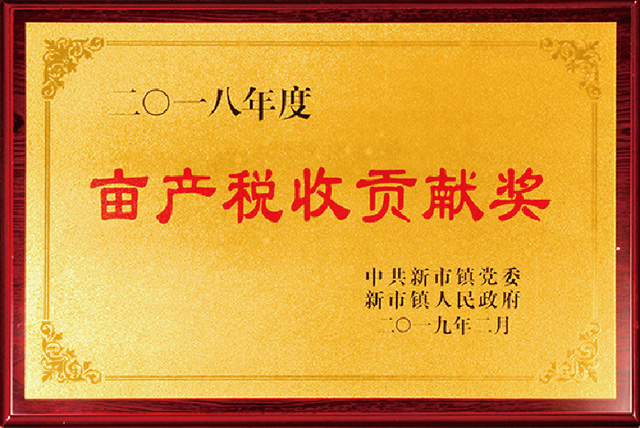 二〇一八年度
亩产税收贡献奖
中共新市镇党委
新市镇人民政府
二〇一九年二月